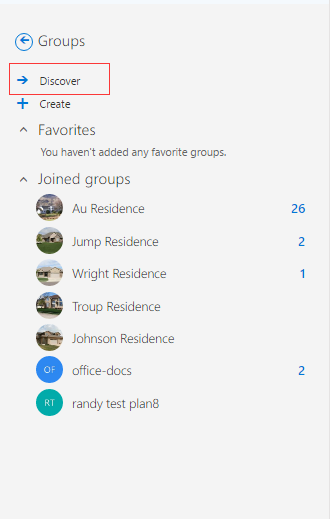 Groups
Discover
Create
Favorites
You haven't added any favorite groups.
Joined groups
Au Residence 26
Jump Residence 2
Wright Residence 1
Troup Residence
Johnson Residence
OF office-docs 2
RT randy test plan8